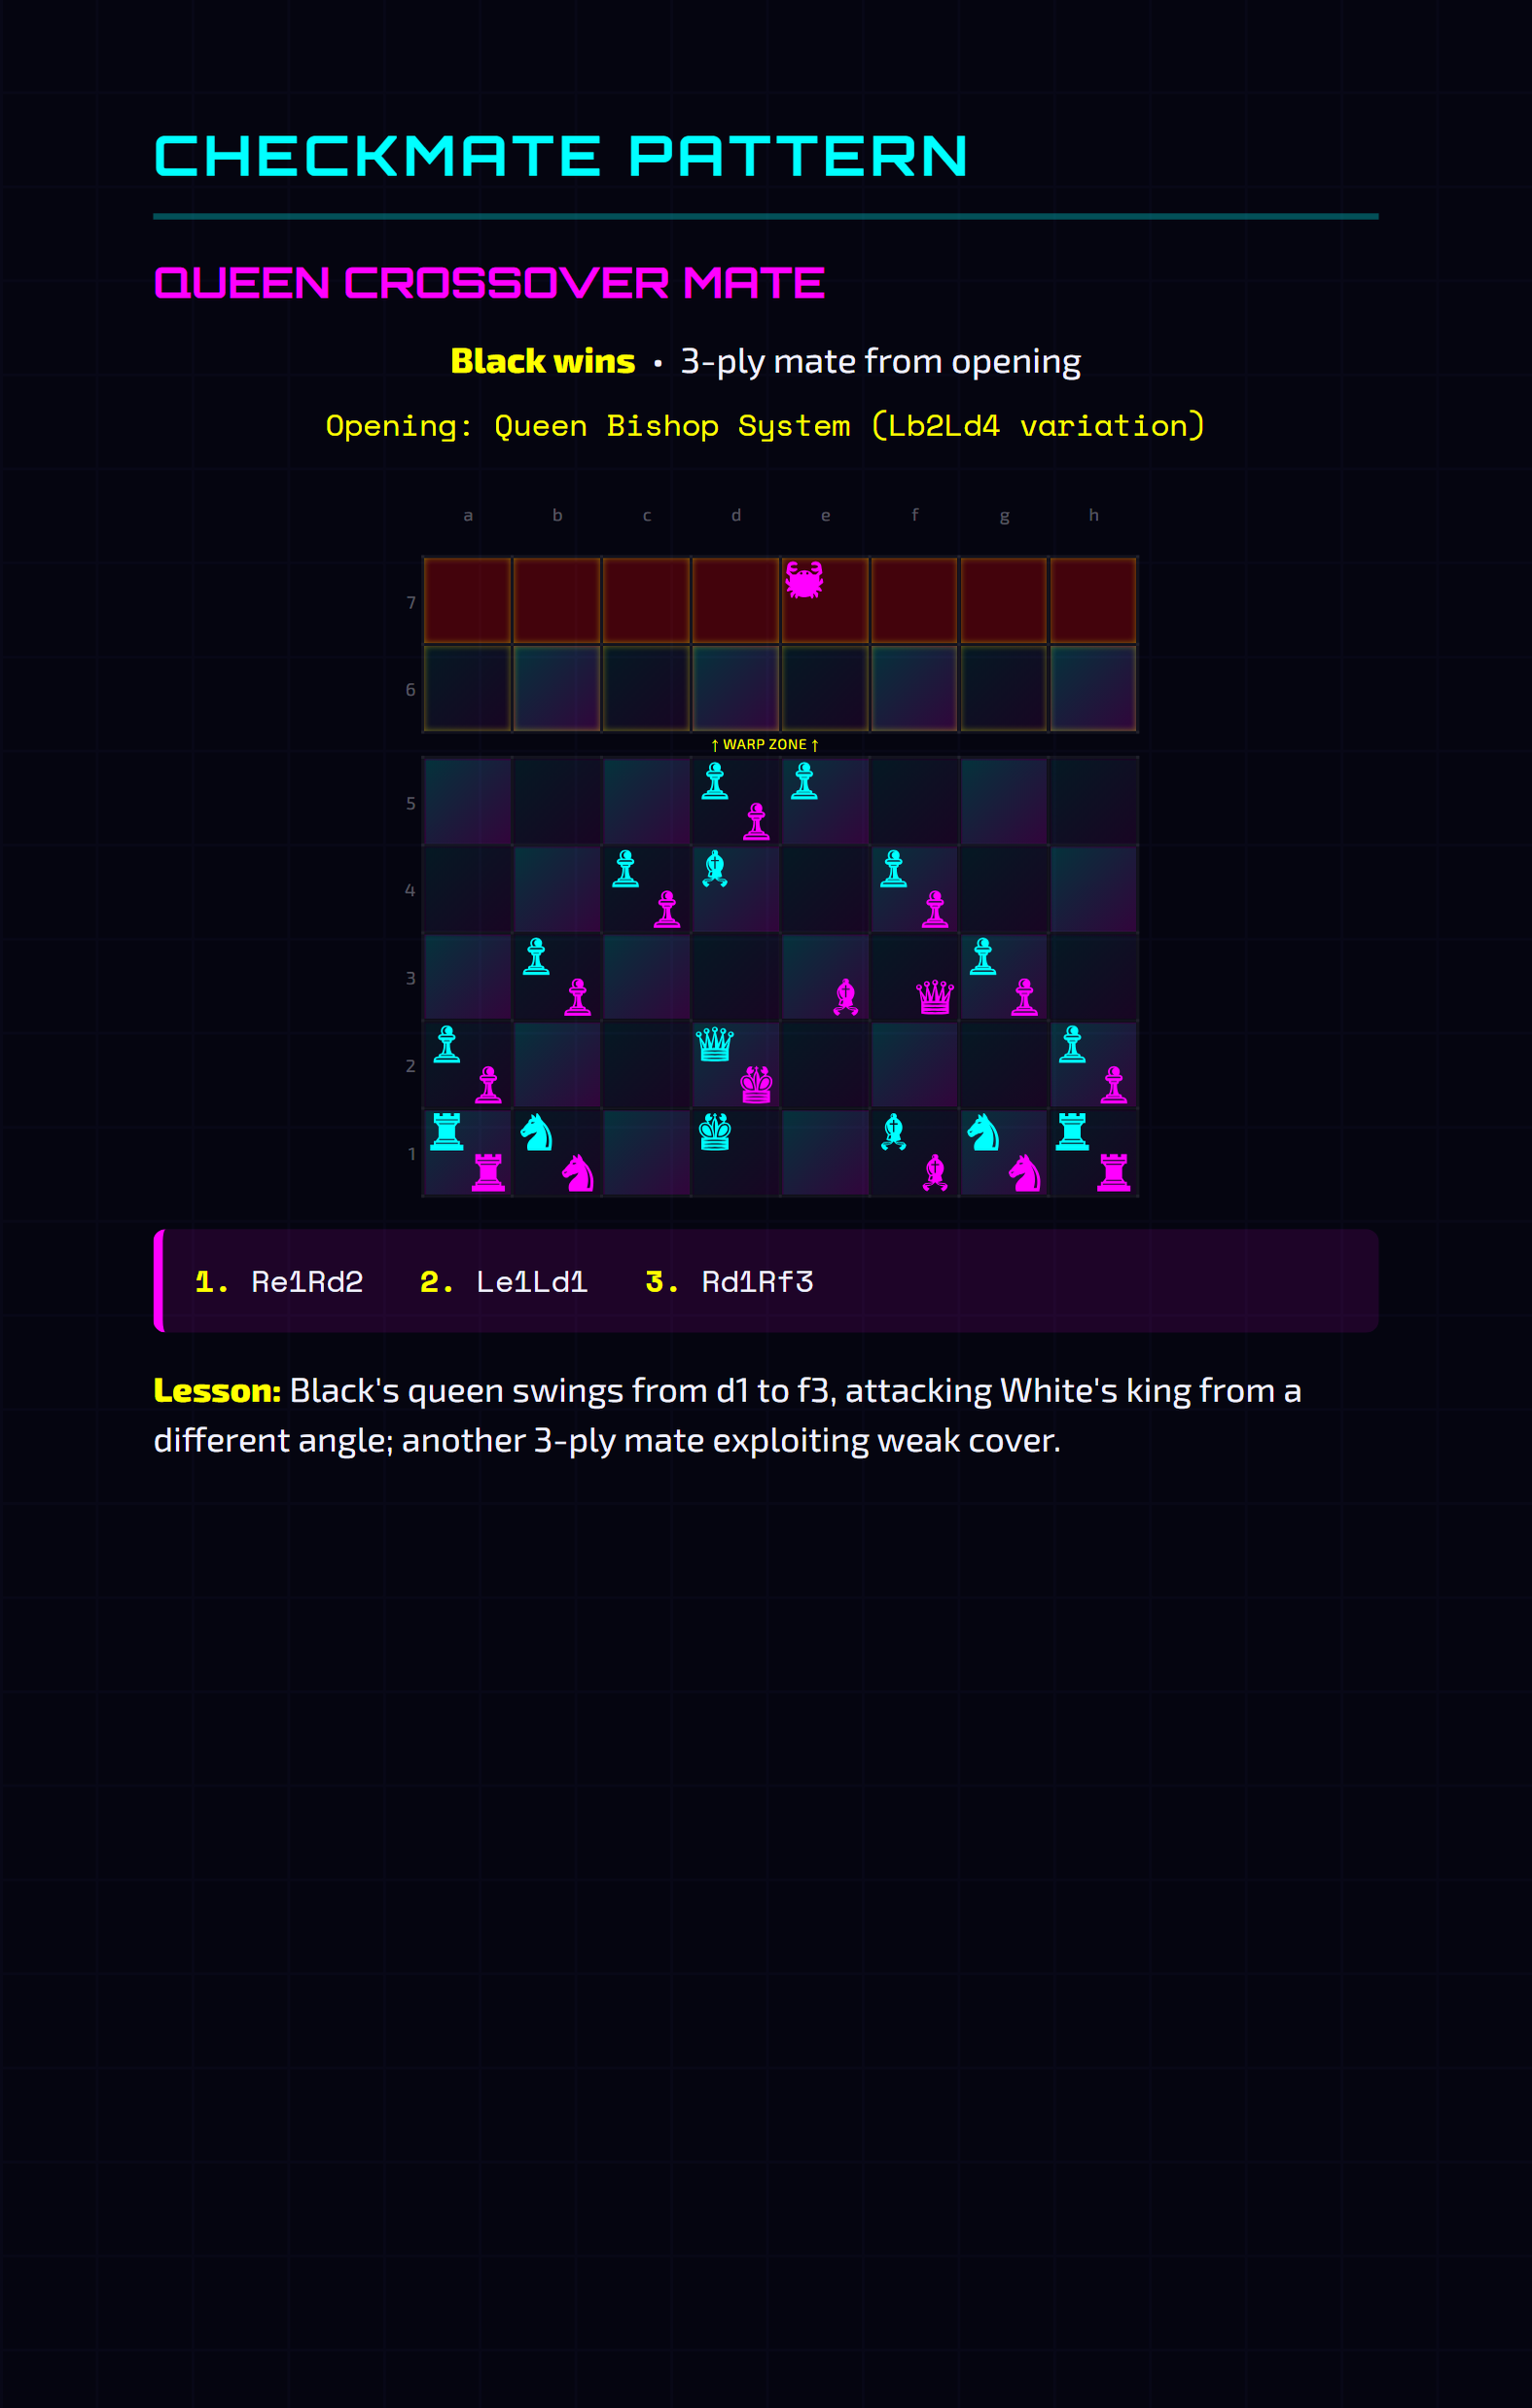 CHECKMATE PATTERN
QUEEN CROSSOVER MATE
Black wins • 3-ply mate from opening
Opening: Queen Bishop System (Lb2Ld4 variation)
a b c d e f g h
7
6
↑ WARP ZONE ↑
5
4
3
2
1
1. Re1Rd2 2. Le1Ld1 3. Rd1Rf3
Lesson: Black's queen swings from d1 to f3, attacking White's king from a
different angle; another 3-ply mate exploiting weak cover.